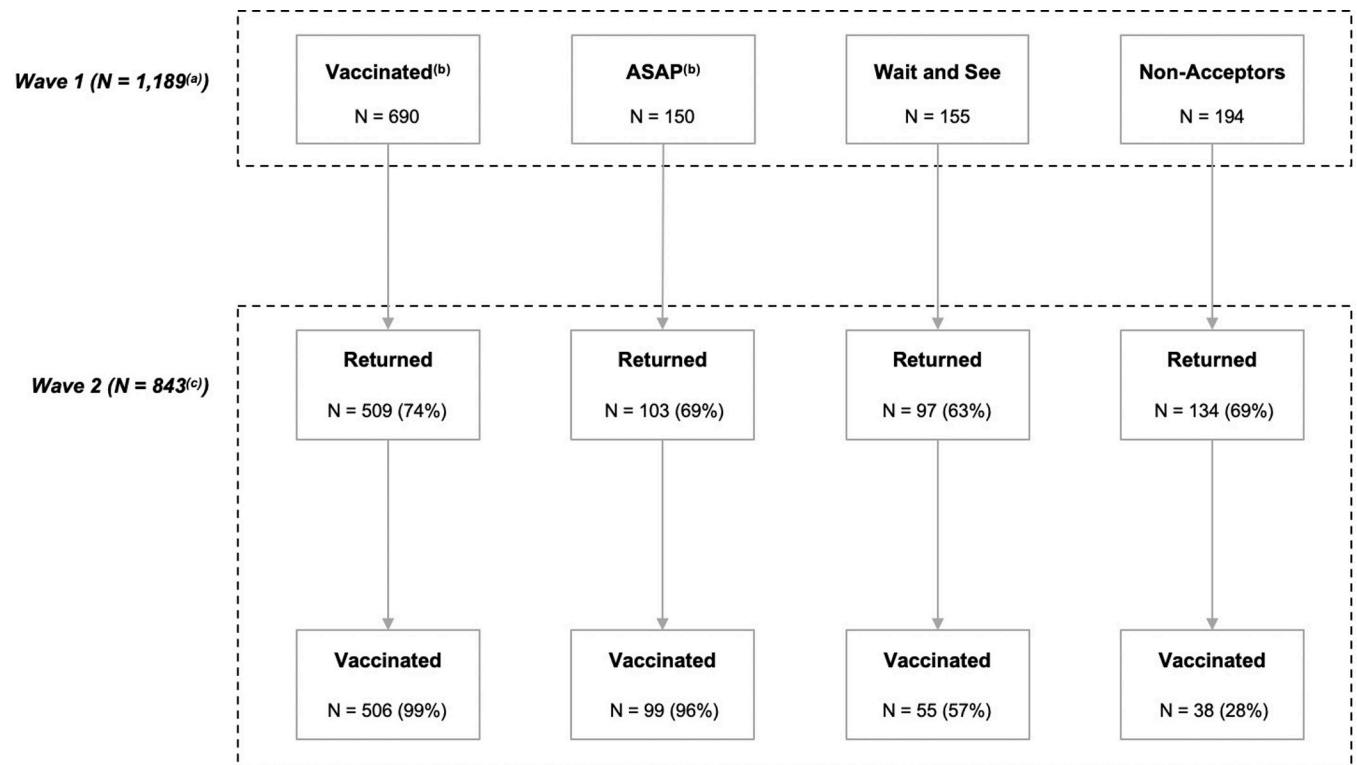 Wave 1 (N = 1,189(a))
Vaccinated(b)
N = 690
ASAP(b)
N = 150
Wait and See
N = 155
Non-Acceptors
N = 194
Wave 2 (N = 843(c))
Returned
N = 509 (74%)
Returned
N = 103 (69%)
Returned
N = 97 (63%)
Returned
N = 134 (69%)
Vaccinated
N = 506 (99%)
Vaccinated
N = 99 (96%)
Vaccinated
N = 55 (57%)
Vaccinated
N = 38 (28%)